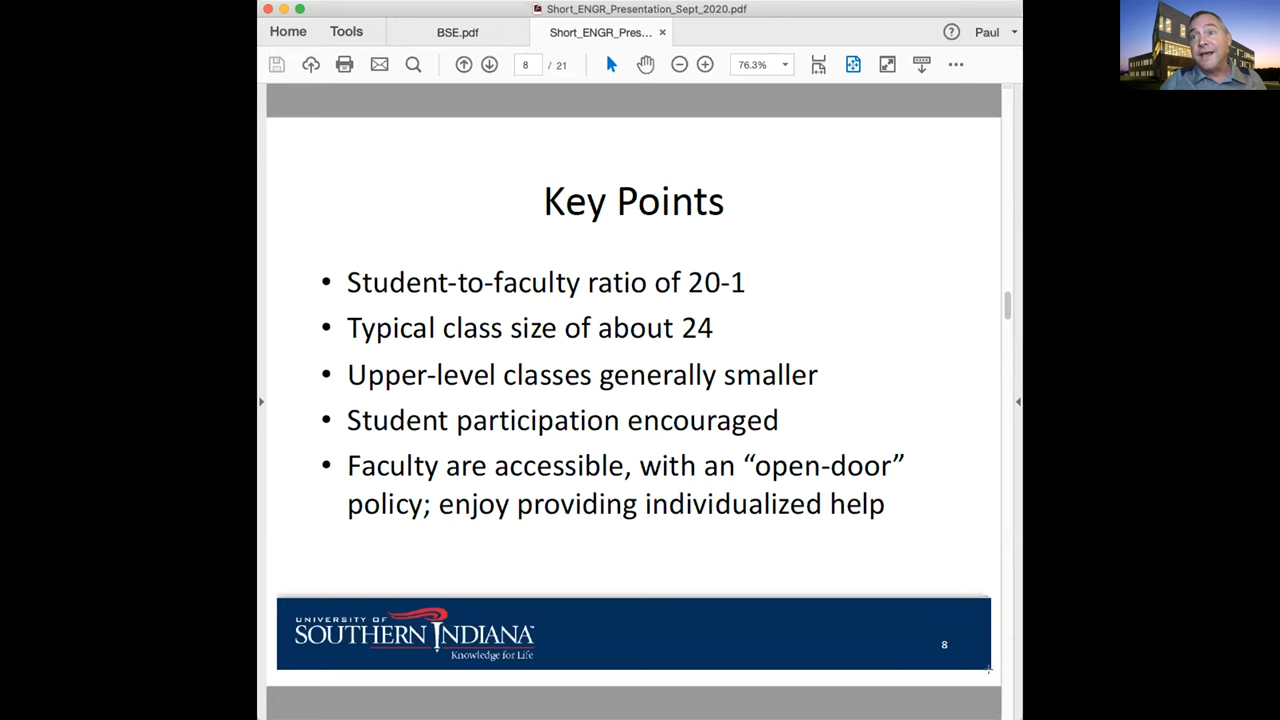 Short_ENGR_Presentation_Sept_2020.pdf
Home Tools BSE.pdf Short_ENGR_Pres... × ? Paul
8 / 21 76.3%
Key Points
• Student-to-faculty ratio of 20-1
• Typical class size of about 24
• Upper-level classes generally smaller
• Student participation encouraged
• Faculty are accessible, with an “open-door”
policy; enjoy providing individualized help
UNIVERSITY OF
SOUTHERN INDIANA™
Knowledge for Life
8